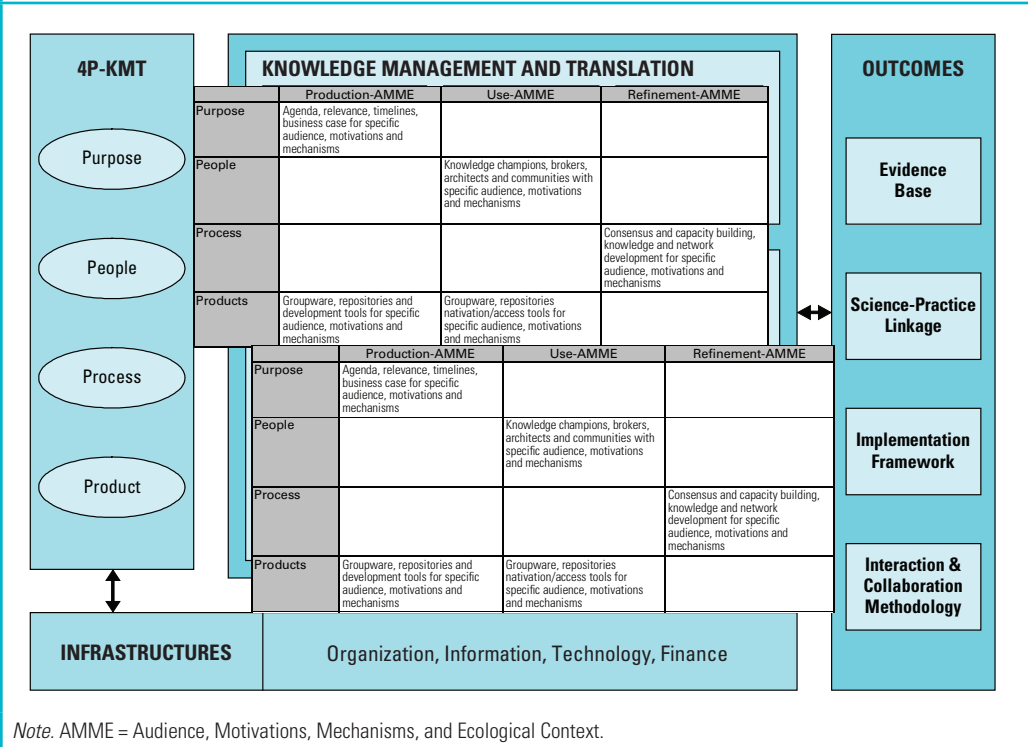 4P-KMT
Purpose
People
Process
Product
KNOWLEDGE MANAGEMENT AND TRANSLATION
Production-AMME Use-AMME Refinement-AMME
Purpose
Agenda, relevance, timelines,
business case for specific
audience, motivations and
mechanisms
People
Knowledge champions, brokers,
architects and communities with
specific audience, motivations
and mechanisms
Process
Consensus and capacity building,
knowledge and network
development for specific
audience, motivations and
mechanisms
Products
Groupware, repositories and
development tools for specific
audience, motivations and
mechanisms
Groupware, repositories
nativation/access tools for
specific audience, motivations
and mechanisms
Production-AMME Use-AMME Refinement-AMME
Purpose
Agenda, relevance, timelines,
business case for specific
audience, motivations and
mechanisms
People
Knowledge champions, brokers,
architects and communities with
specific audience, motivations
and mechanisms
Process
Consensus and capacity building,
knowledge and network
development for specific
audience, motivations and
mechanisms
Products
Groupware, repositories and
development tools for specific
audience, motivations and
mechanisms
Groupware, repositories
nativation/access tools for
specific audience, motivations
and mechanisms
OUTCOMES
Evidence
Base
Science-Practice
Linkage
Implementation
Framework
Interaction &
Collaboration
Methodology
INFRASTRUCTURES
Organization, Information, Technology, Finance
Note. AMME = Audience, Motivations, Mechanisms, and Ecological Context.